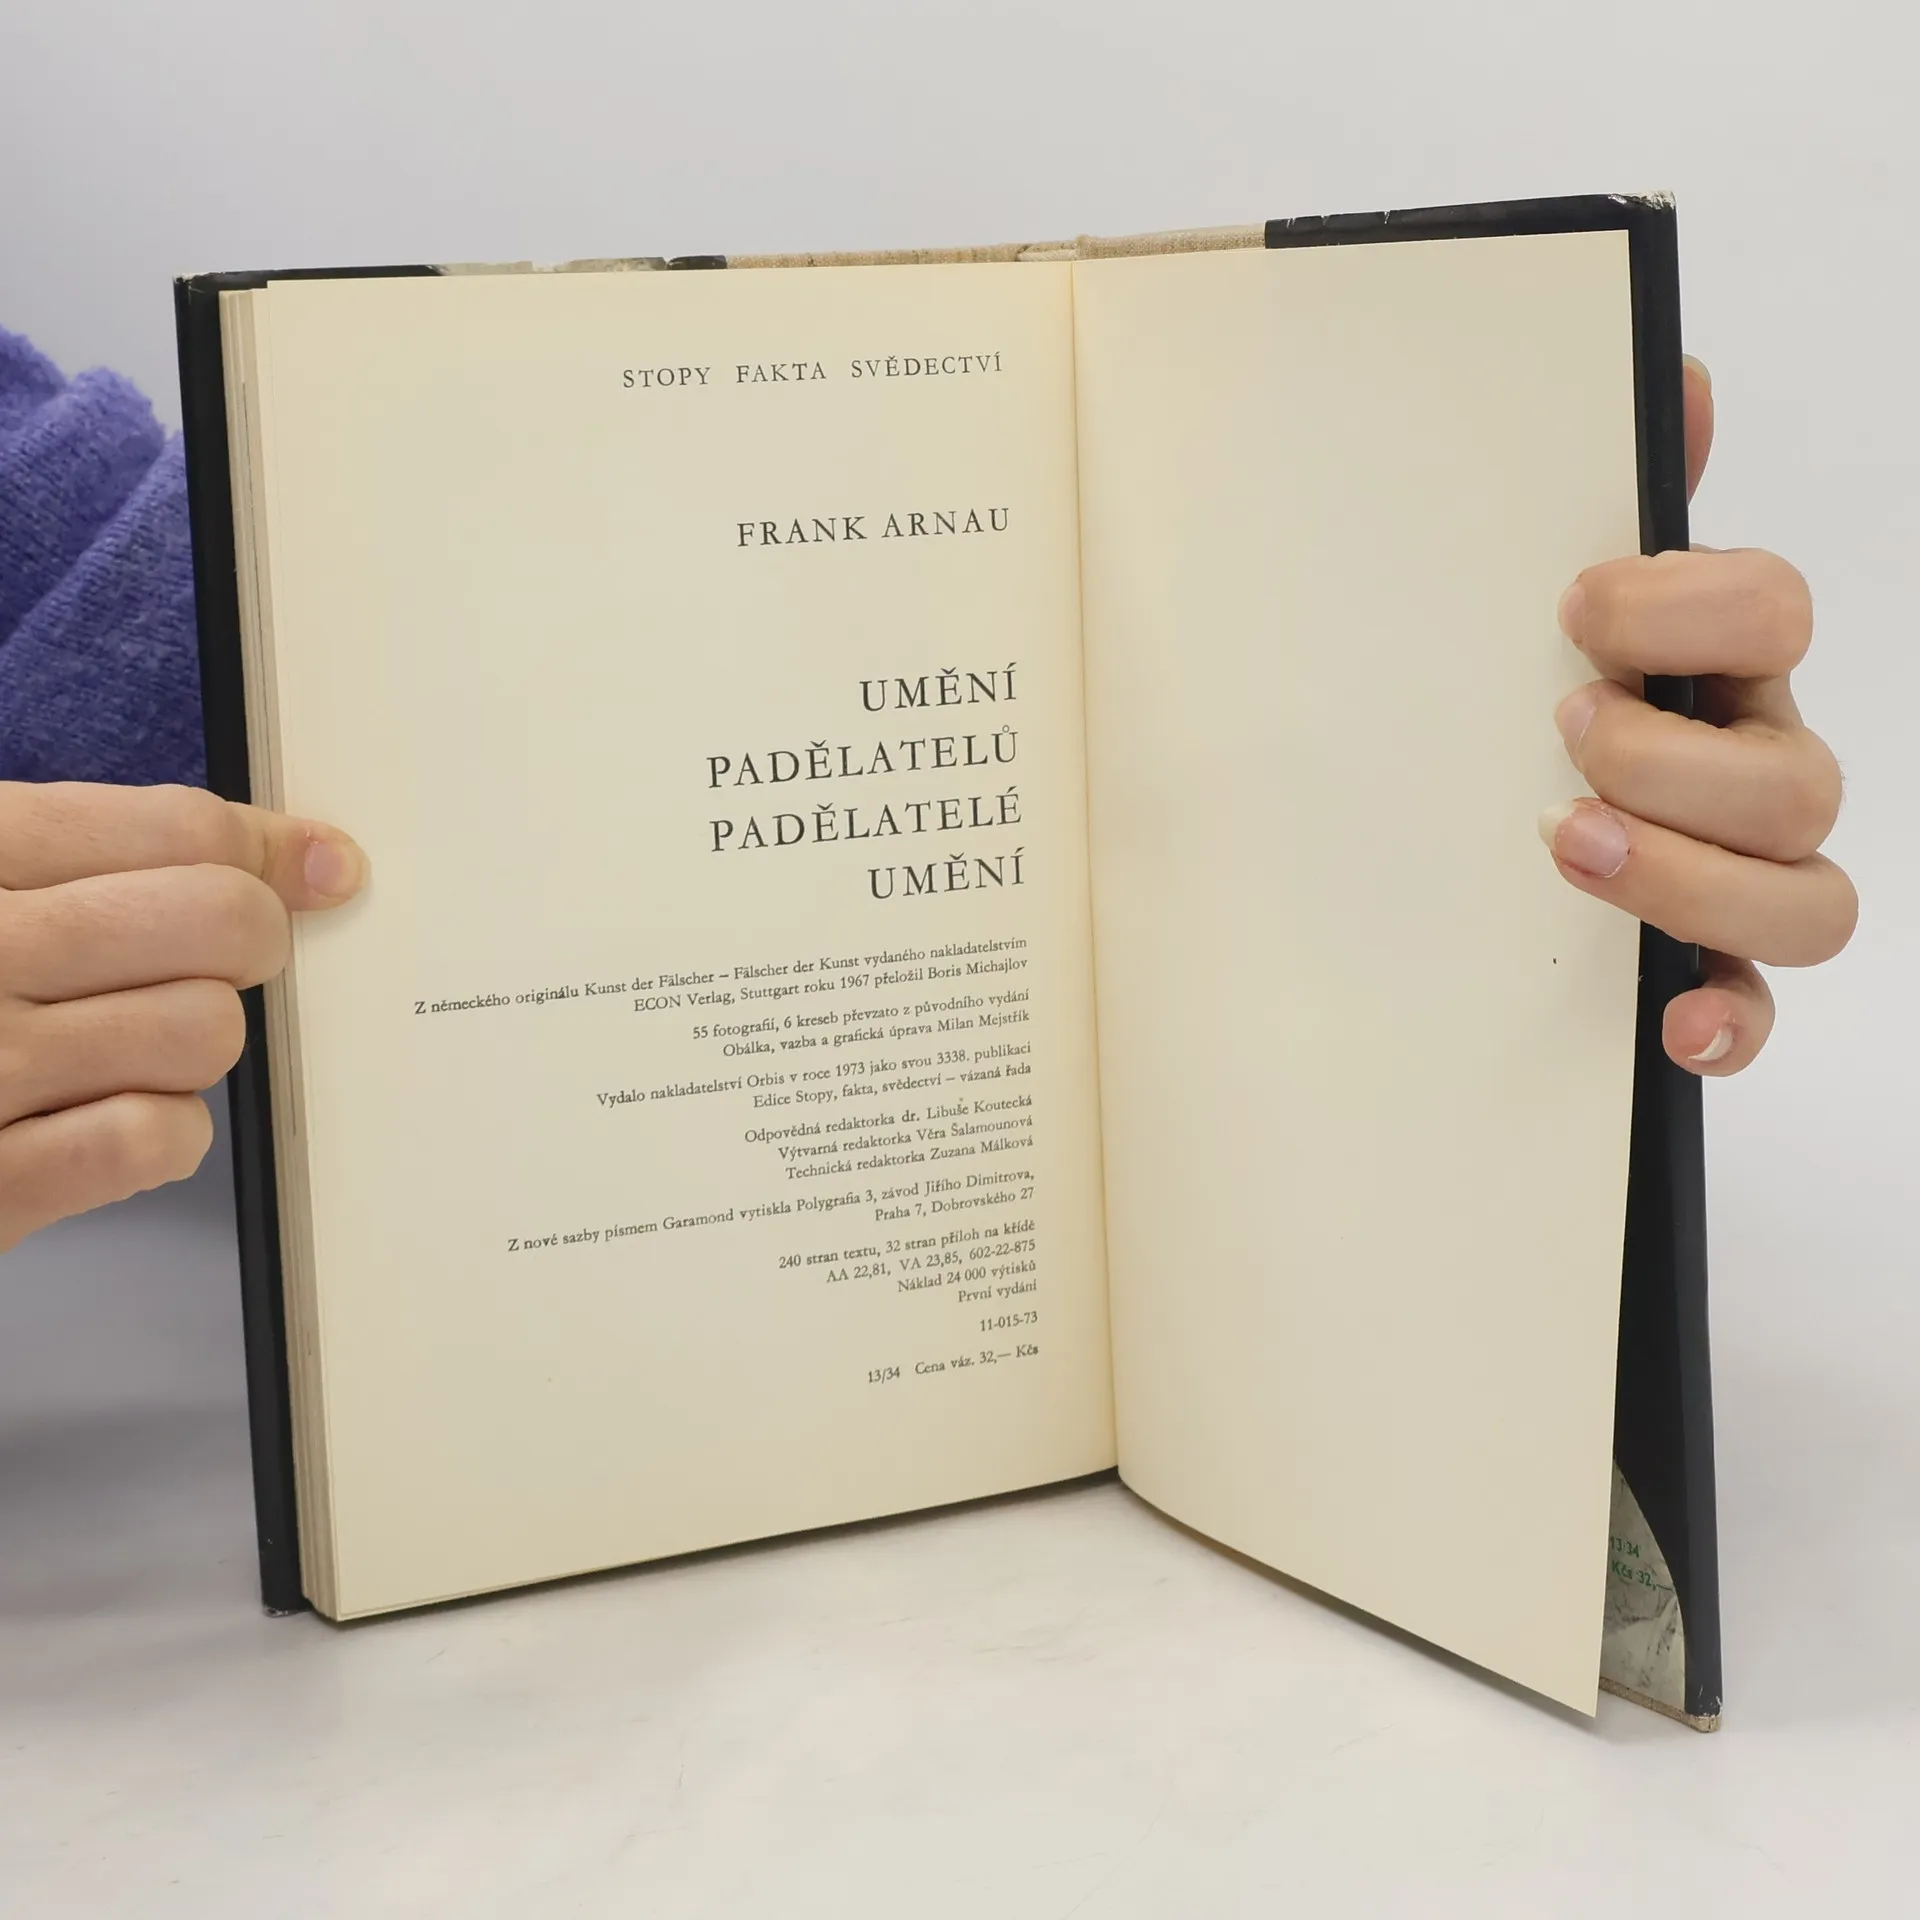 STOPY FAKTA SVĚDECTVÍ
FRANK ARNAU
UMĚNÍ
PADĚLATELŮ
PADĚLATELÉ
UMĚNÍ
Z německého originálu Kunst der Fälscher – Fälscher der Kunst vydaného nakladatelstvím
ECON Verlag, Stuttgart roku 1967 přeložil Boris Michajlov
55 fotografií, 6 kreseb převzato z původního vydání
Obálka, vazba a grafická úprava Milan Mejstřík
Vydalo nakladatelství Orbis v roce 1973 jako svou 3338. publikaci
Edice Stopy, fakta, svědectví – vázaná řada
Odpovědná redaktorka dr. Libuše Koutecká
Výtvarná redaktorka Věra Šalamounová
Technická redaktorka Zuzana Málková
Z nové sazby písmem Garamond vytiskla Polygrafia 3, závod Jiřího Dimitrova,
Praha 7, Dobrovského 27
240 stran textu, 32 stran příloh na křídě
AA 22,81, VA 23,85, 602-22-875
Náklad 24 000 výtisků
První vydání
11-015-73
13/34 Cena váz. 32,— Kčs
13/34
Kčs 32,—